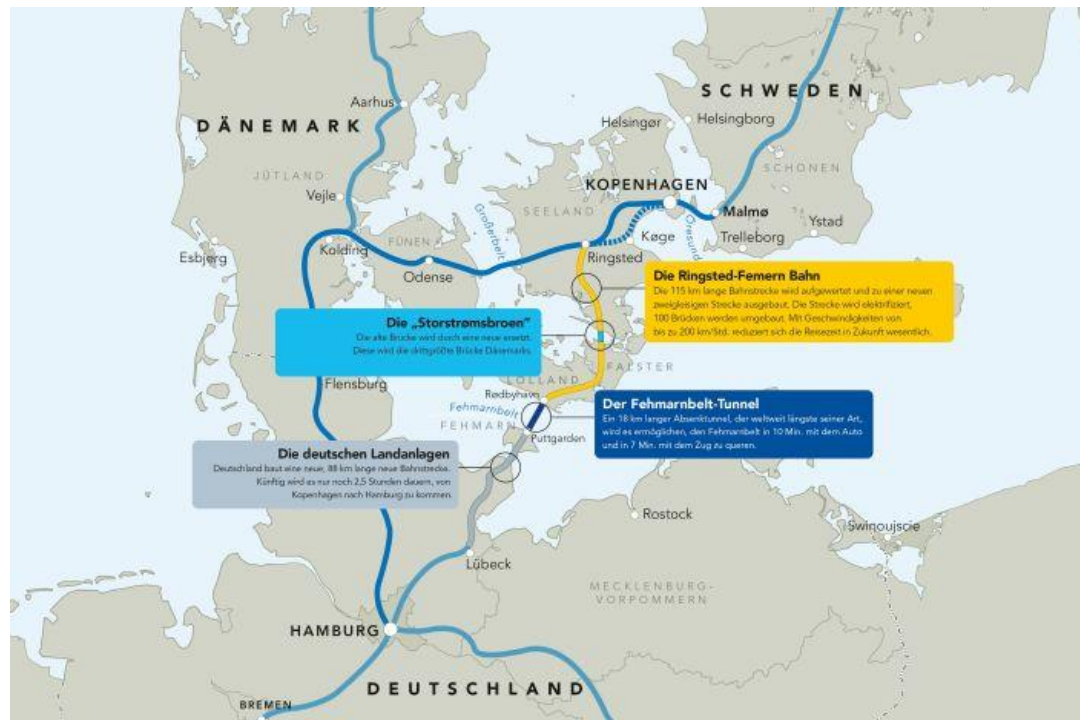 Aarhus
DÄNEMARK
JÜTLAND
Vejle
Esbjerg
Kolding
FÜNEN
Odense
Großerbelt
SEELAND
Helsingør
Helsingborg
SCHWEDEN
SCHONEN
KOPENHAGEN
Malmø
Øresund
Køge
Trelleborg
Ystad
Ringsted
Die Ringsted-Femern Bahn
Die 115 km lange Bahnstrecke wird aufgewertet und zu einer neuen
zweigleisigen Strecke ausgebaut. Die Strecke wird elektrifiziert,
100 Brücken werden umgebaut. Mit Geschwindigkeiten von
bis zu 200 km/Std. reduziert sich die Reisezeit in Zukunft wesentlich.
Die „Storstrømsbroen”
Die alte Brücke wird durch eine neue ersetzt.
Diese wird die drittgrößte Brücke Dänemarks.
Flensburg
LOLLAND
FALSTER
Rødbyhavn
Fehmarnbelt
FEHMARN
Puttgarden
Der Fehmarnbelt-Tunnel
Ein 18 km langer Absenktunnel, der weltweit längste seiner Art,
wird es ermöglichen, den Fehmarnbelt in 10 Min. mit dem Auto
und in 7 Min. mit dem Zug zu queren.
Die deutschen Landanlagen
Deutschland baut eine neue, 88 km lange neue Bahnstrecke.
Künftig wird es nur noch 2,5 Stunden dauern, von
Kopenhagen nach Hamburg zu kommen
Rostock
Swinoujscie
Lübeck
MECKLENBURG-
VORPOMMERN
HAMBURG
DEUTSCHLAND
BREMEN